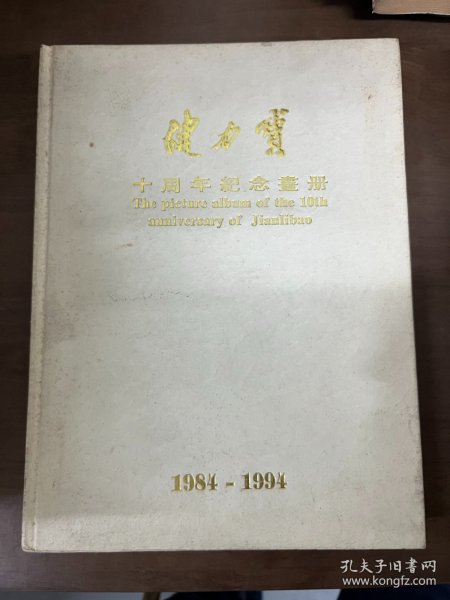 健力寶
十周年紀念畫册
The picture album of the 10th
anniversary of Jianlibao
1984 - 1994
孔夫子旧书网
www.kongfz.com